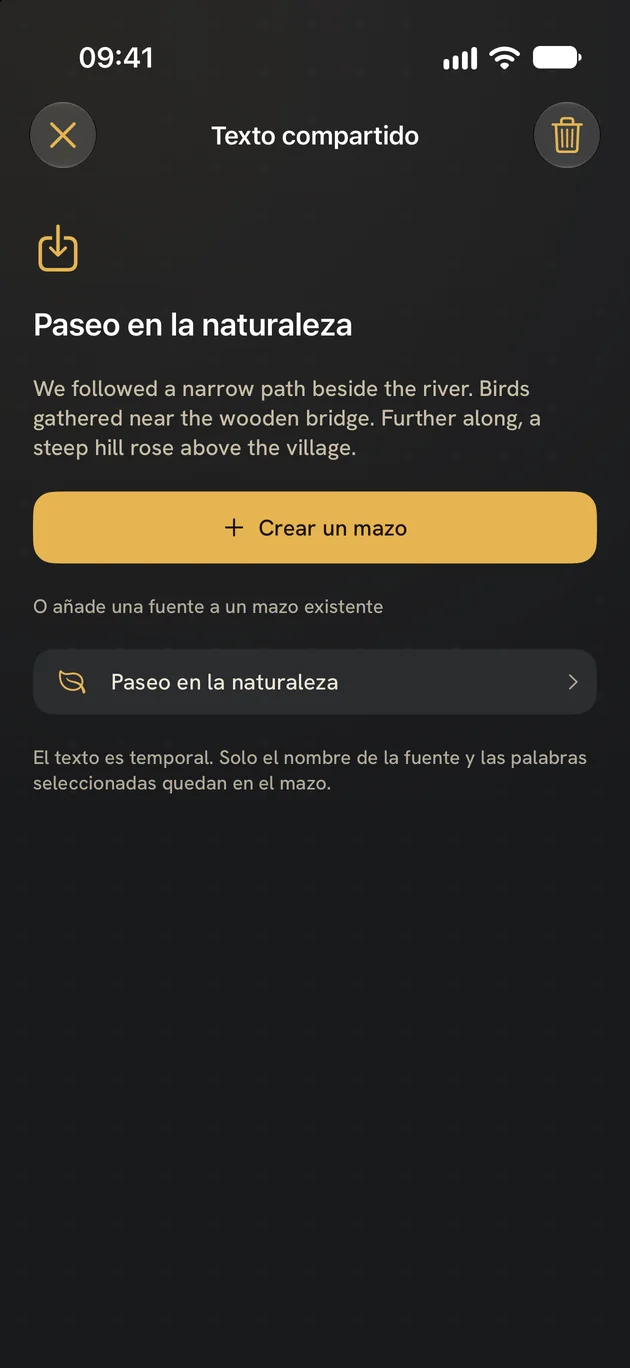 09:41
Texto compartido
Paseo en la naturaleza
We followed a narrow path beside the river. Birds
gathered near the wooden bridge. Further along, a
steep hill rose above the village.
+ Crear un mazo
O añade una fuente a un mazo existente
Paseo en la naturaleza
El texto es temporal. Solo el nombre de la fuente y las palabras
seleccionadas quedan en el mazo.